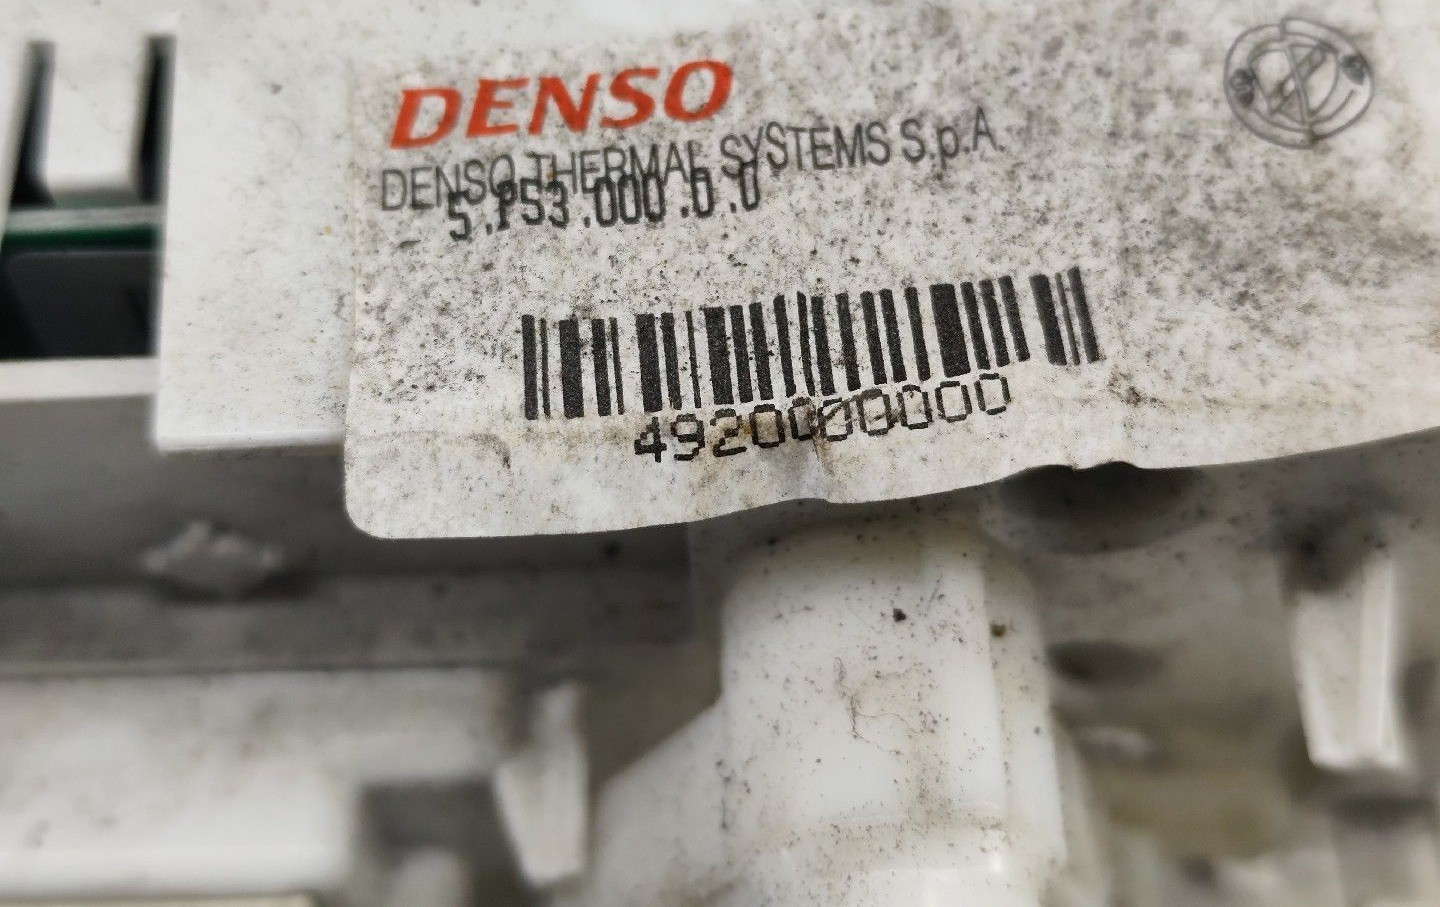 DENSO
DENSO THERMAL SYSTEMS S.p.A.
5.P53.000.0.0
4920000000